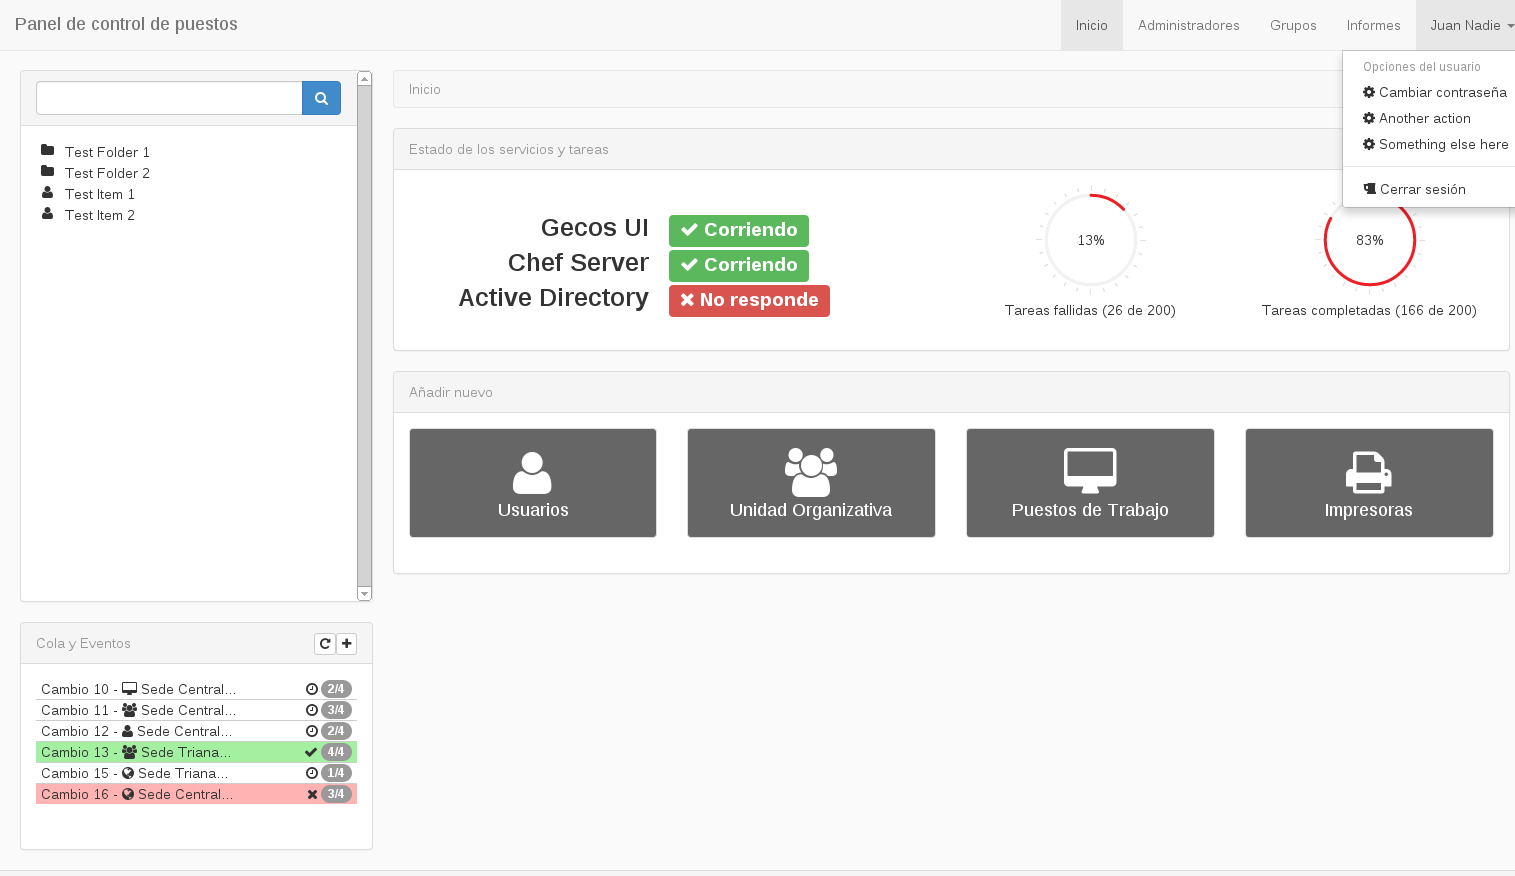 Panel de control de puestos
Inicio Administradores Grupos Informes Juan Nadie
Opciones del usuario
Cambiar contraseña
Another action
Something else here
Cerrar sesión
Test Folder 1
Test Folder 2
Test Item 1
Test Item 2
Cola y Eventos
Cambio 10 - Sede Central... 2/4
Cambio 11 - Sede Central... 3/4
Cambio 12 - Sede Central... 2/4
Cambio 13 - Sede Triana... 4/4
Cambio 15 - Sede Triana... 1/4
Cambio 16 - Sede Central... 3/4
Inicio
Estado de los servicios y tareas
Gecos UI Corriendo
Chef Server Corriendo
Active Directory No responde
13%
Tareas fallidas (26 de 200)
83%
Tareas completadas (166 de 200)
Añadir nuevo
Usuarios
Unidad Organizativa
Puestos de Trabajo
Impresoras